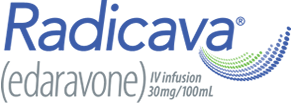 Radicava®
(edaravone) IV infusion
30mg/100mL